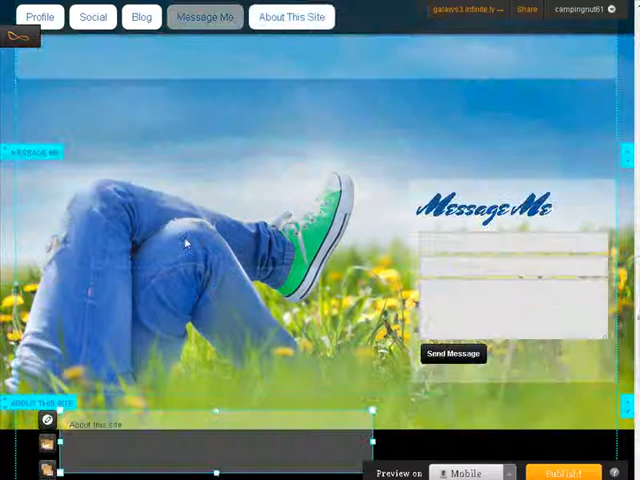 Profile
Social
Blog
Message Me
About This Site
galaxys3.infinite.ly
Share
campingnut61
MESSAGE ME
Message Me
Send Message
ABOUT THIS SITE
About this site
Preview on
Mobile
Publish!
?